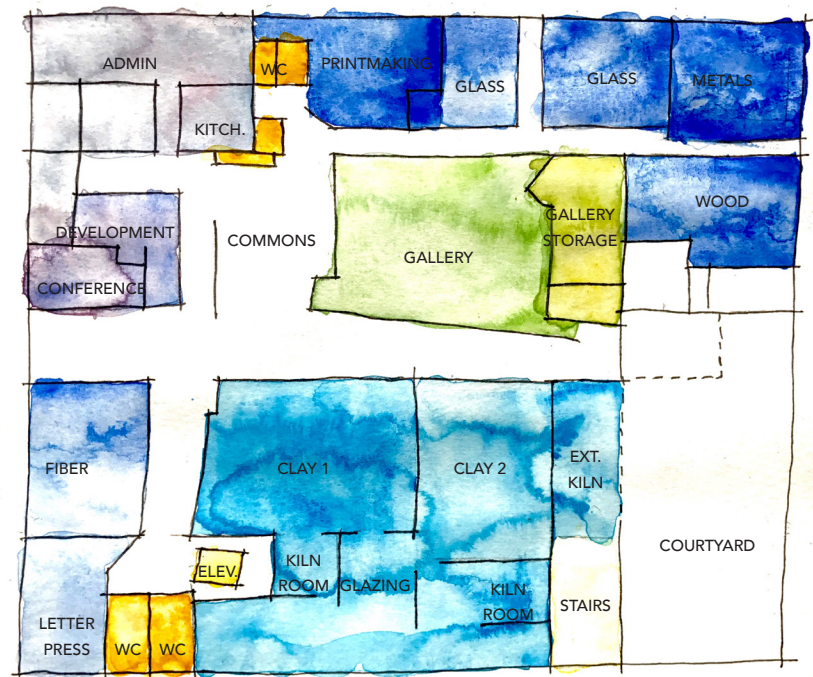 ADMIN
WC
PRINTMAKING
GLASS
GLASS
METALS
KITCH.
WOOD
GALLERY
STORAGE
DEVELOPMENT
COMMONS
GALLERY
CONFERENCE
FIBER
CLAY 1
CLAY 2
EXT.
KILN
COURTYARD
ELEV.
KILN
ROOM
GLAZING
KILN
ROOM
STAIRS
LETTER
PRESS
WC
WC